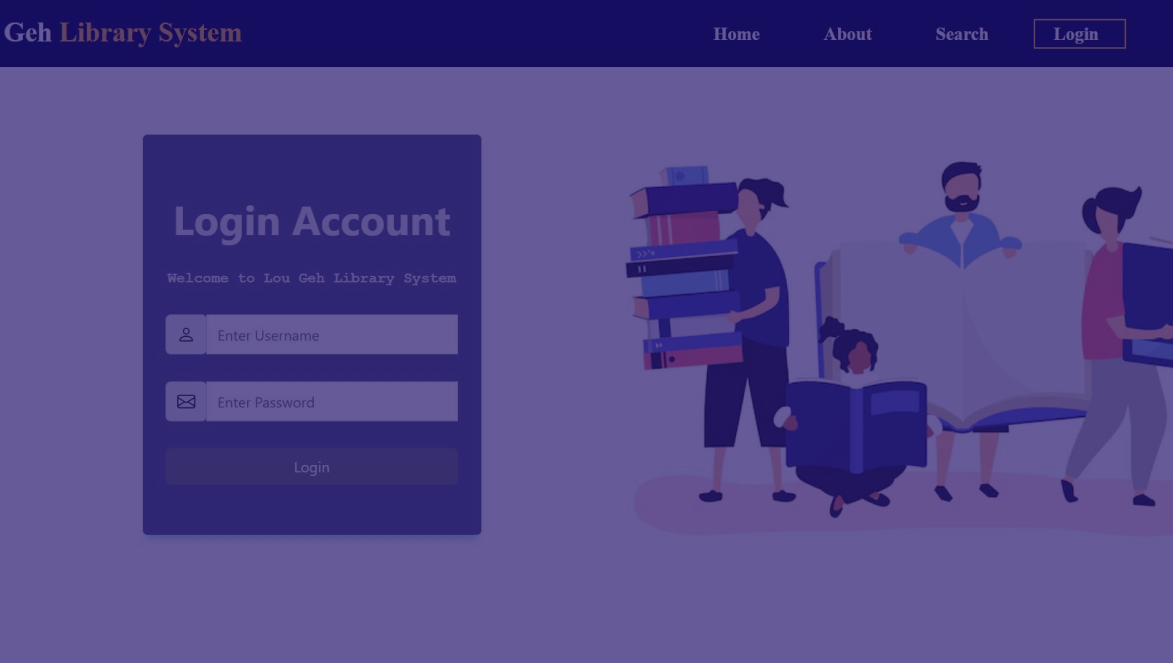 Geh Library System
Home About Search Login
Login Account
Welcome to Lou Geh Library System
Enter Username
Enter Password
Login